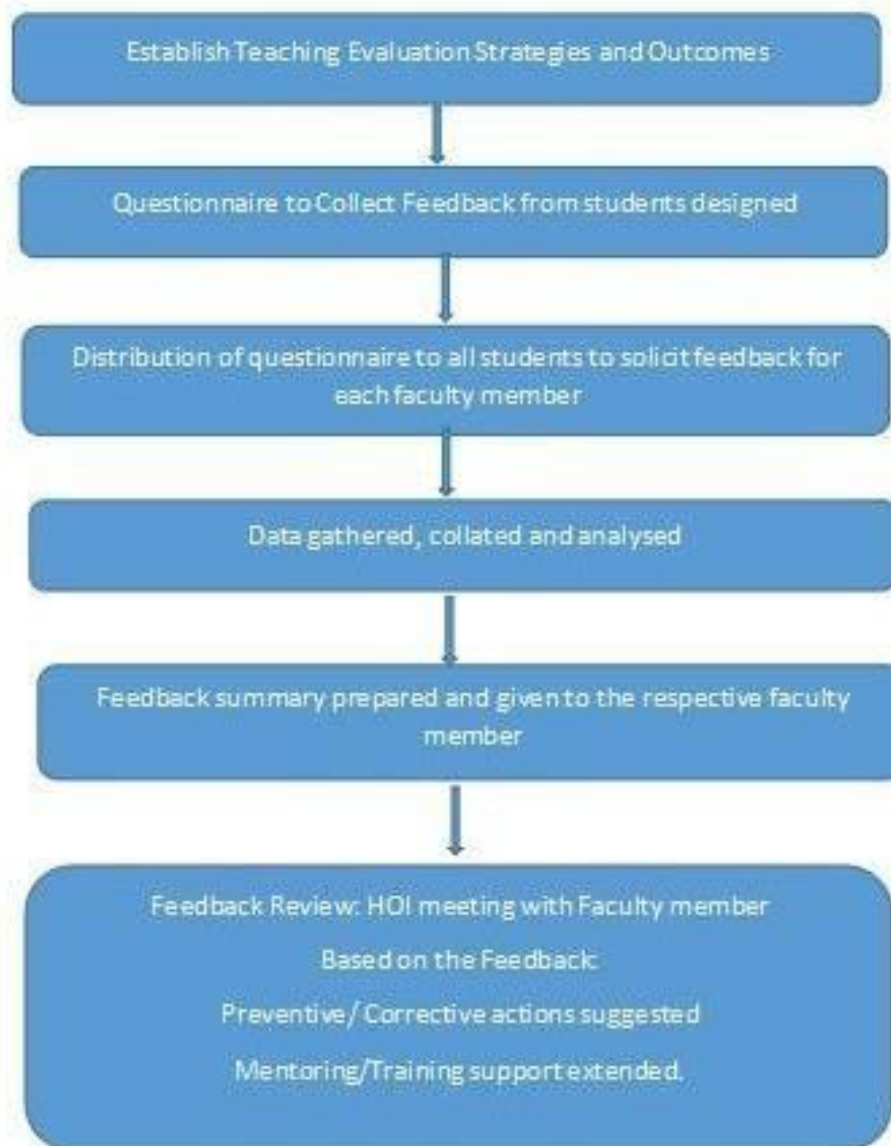 Establish Teaching Evaluation Strategies and Outcomes
Questionnaire to Collect Feedback from students designed
Distribution of questionnaire to all students to solicit feedback for
each faculty member
Data gathered, collated and analysed
Feedback summary prepared and given to the respective faculty
member
Feedback Review: HOI meeting with Faculty member
Based on the Feedback:
Preventive/ Corrective actions suggested
Mentoring/Training support extended.